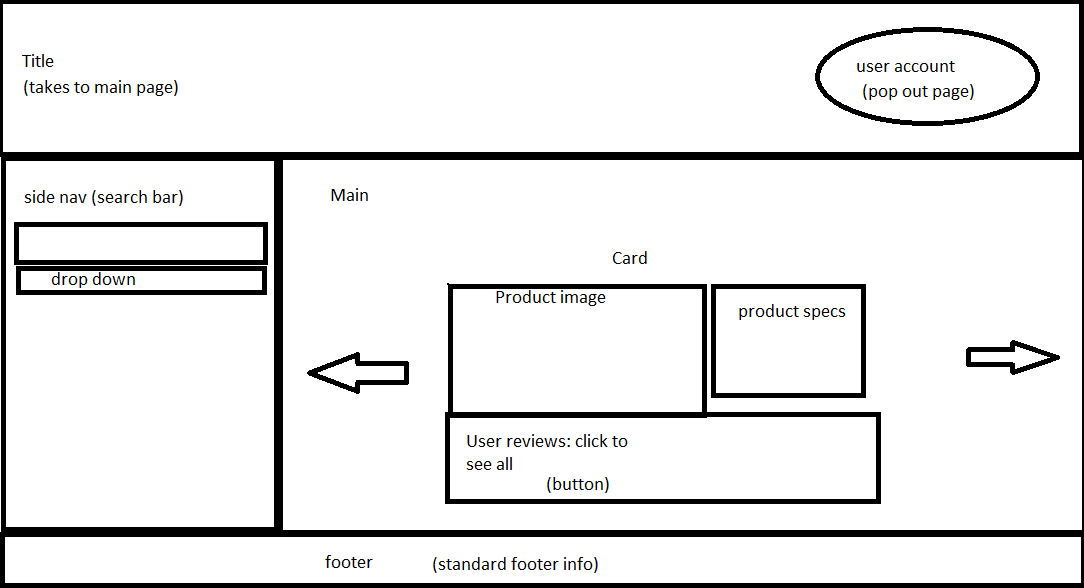 Title
(takes to main page)
user account
(pop out page)
side nav (search bar)
drop down
Main
Card
Product image
product specs
User reviews: click to
see all
(button)
footer (standard footer info)